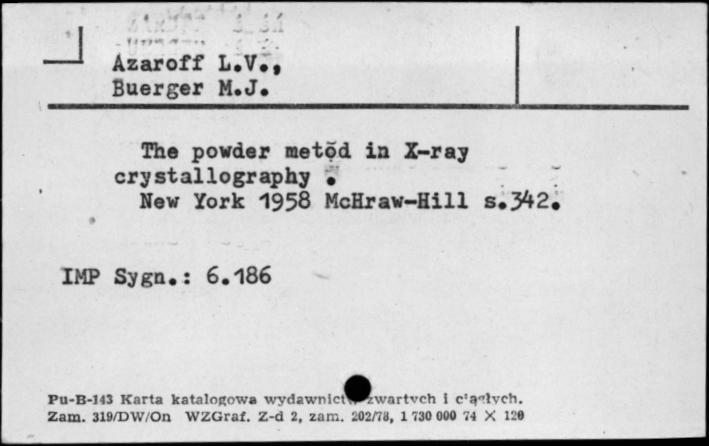 Azaroff L.V.,
Buerger M.J.
The powder metod in X-ray
crystallography .
New York 1958 McHraw-Hill s.342.
IMP Sygn.: 6.186
Pu-B-143 Karta katalogowa wydawnictw zwartych i ciągłych.
Zam. 319/DW/On WZGraf. Z-d 2, zam. 202/78, 1 730 000 74 X 120